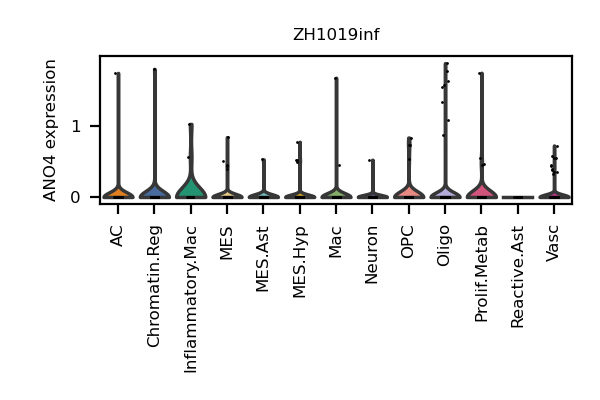 ZH1019inf
ANO4 expression
1
0
AC
Chromatin.Reg
Inflammatory.Mac
MES
MES.Ast
MES.Hyp
Mac
Neuron
OPC
Oligo
Prolif.Metab
Reactive.Ast
Vasc